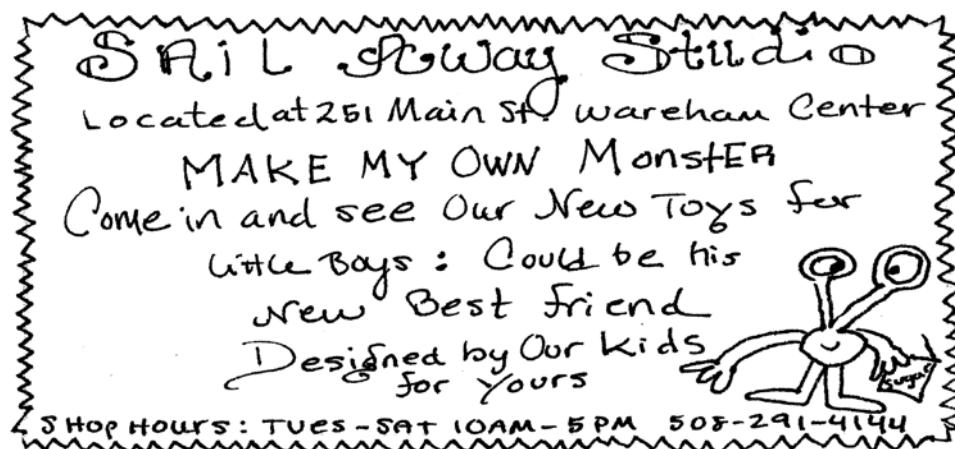 SAiL AWay Studio
Located at 251 Main St. Wareham Center
MAKE MY OWN MonstER
Come in and see Our New Toys for
little Boys: Could be his
New Best friend
Designed by Our Kids
for Yours
Sugar
SHop HOURS: TUES-SAT 10AM-5PM 508-291-4144